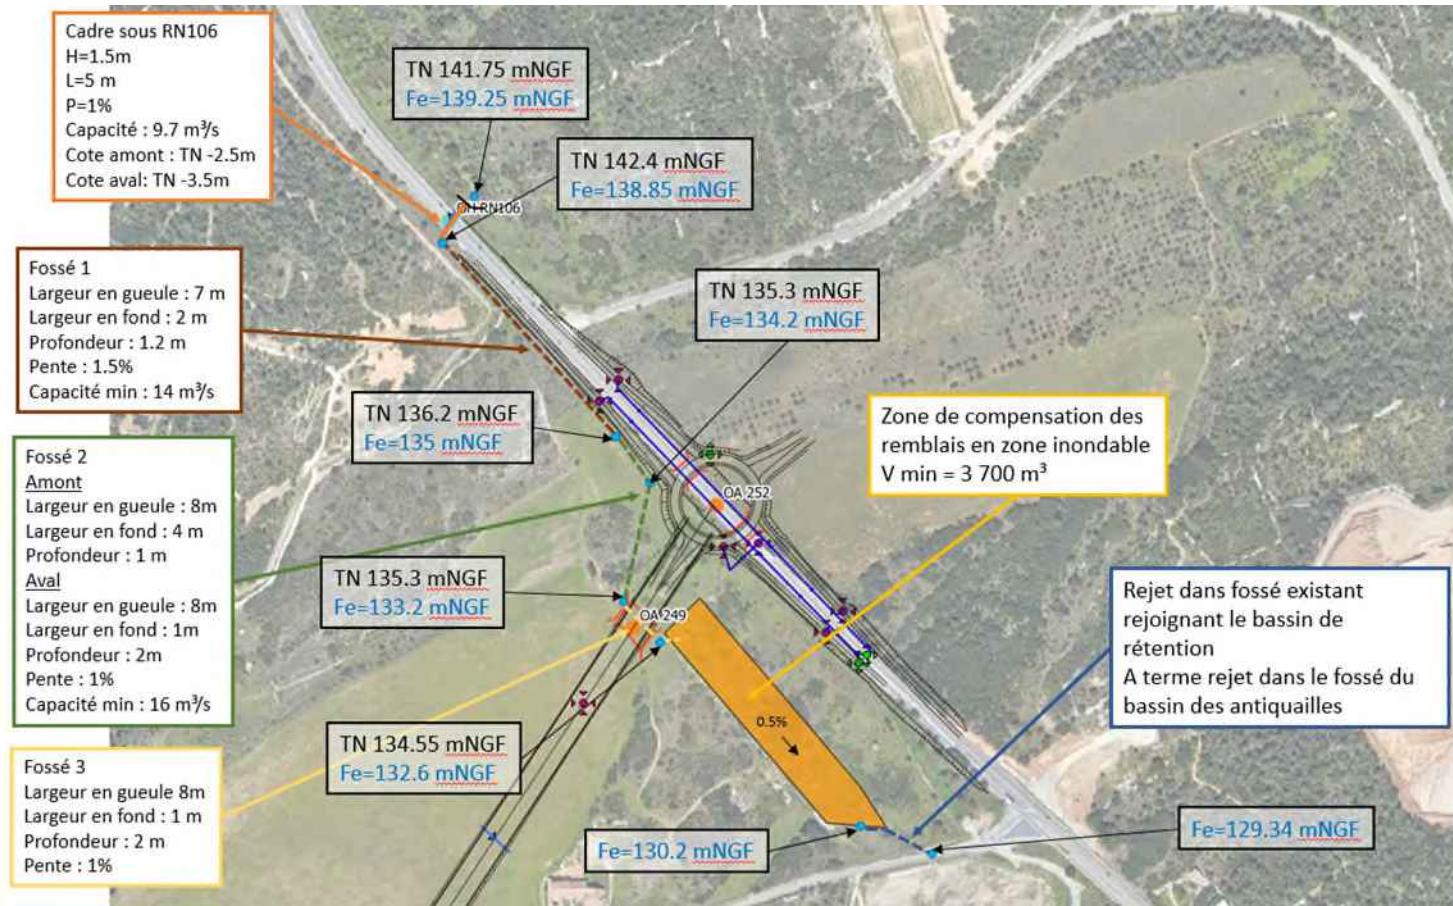 Cadre sous RN106
H=1.5m
L=5 m
P=1%
Capacité : 9.7 m³/s
Cote amont : TN -2.5m
Cote aval: TN -3.5m
TN 141.75 mNGF
Fe=139.25 mNGF
TN 142.4 mNGF
Fe=138.85 mNGF
RN106
Fossé 1
Largeur en gueule : 7 m
Largeur en fond : 2 m
Profondeur : 1.2 m
Pente : 1.5%
Capacité min : 14 m³/s
TN 135.3 mNGF
Fe=134.2 mNGF
TN 136.2 mNGF
Fe=135 mNGF
Zone de compensation des
remblais en zone inondable
V min = 3 700 m³
Fossé 2
Amont
Largeur en gueule : 8m
Largeur en fond : 4 m
Profondeur : 1 m
Aval
Largeur en gueule : 8m
Largeur en fond : 1m
Profondeur : 2m
Pente : 1%
Capacité min : 16 m³/s
OA 252
TN 135.3 mNGF
Fe=133.2 mNGF
OA 249
Rejet dans fossé existant
rejoignant le bassin de
rétention
A terme rejet dans le fossé du
bassin des antiquailles
0.5%
TN 134.55 mNGF
Fe=132.6 mNGF
Fossé 3
Largeur en gueule 8m
Largeur en fond : 1 m
Profondeur : 2 m
Pente : 1%
Fe=130.2 mNGF
Fe=129.34 mNGF